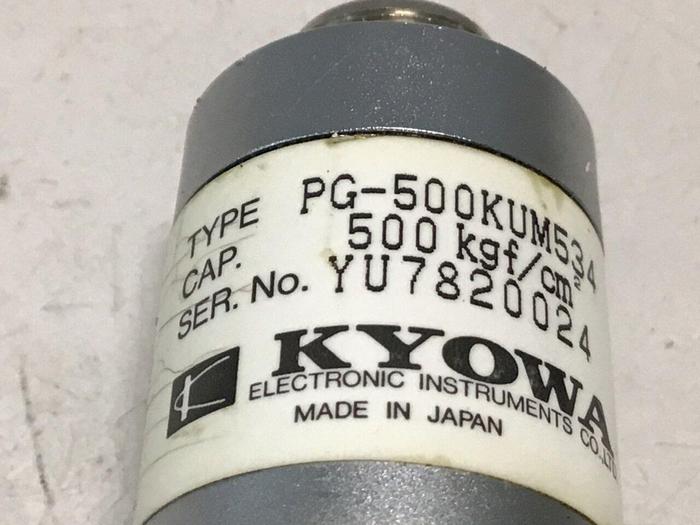 TYPE PG-500KUM534
CAP. 500 kgf/cm²
SER. No. YU7820024
KYOWA
ELECTRONIC INSTRUMENTS CO.,LTD
MADE IN JAPAN